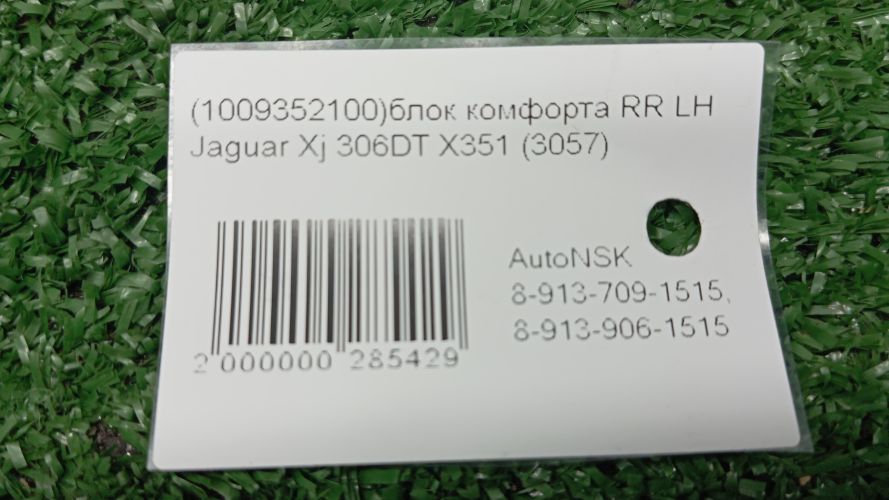 (1009352100)блок комфорта RR LH
Jaguar Xj 306DT X351 (3057)
AutoNSK
8-913-709-1515,
8-913-906-1515
2 000000 285429